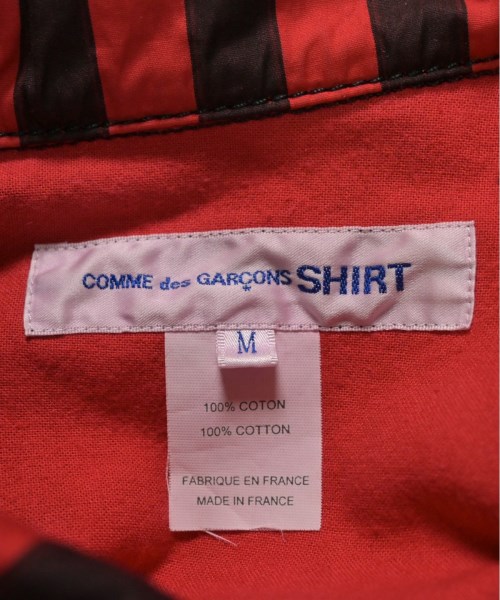 COMME des GARÇONS SHIRT
*
M
100% COTON
100% COTTON
FABRIQUE EN FRANCE
MADE IN FRANCE